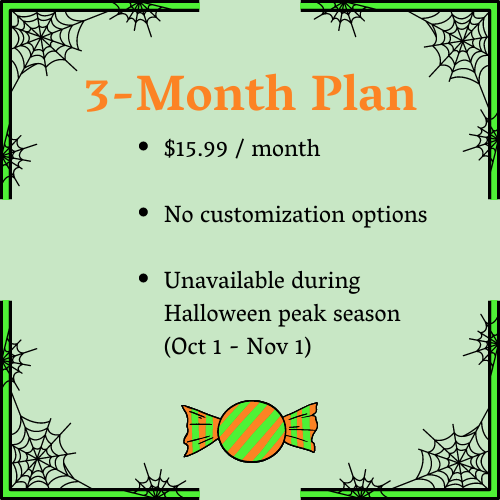 3-Month Plan
• $15.99 / month
• No customization options
• Unavailable during
Halloween peak season
(Oct 1 - Nov 1)